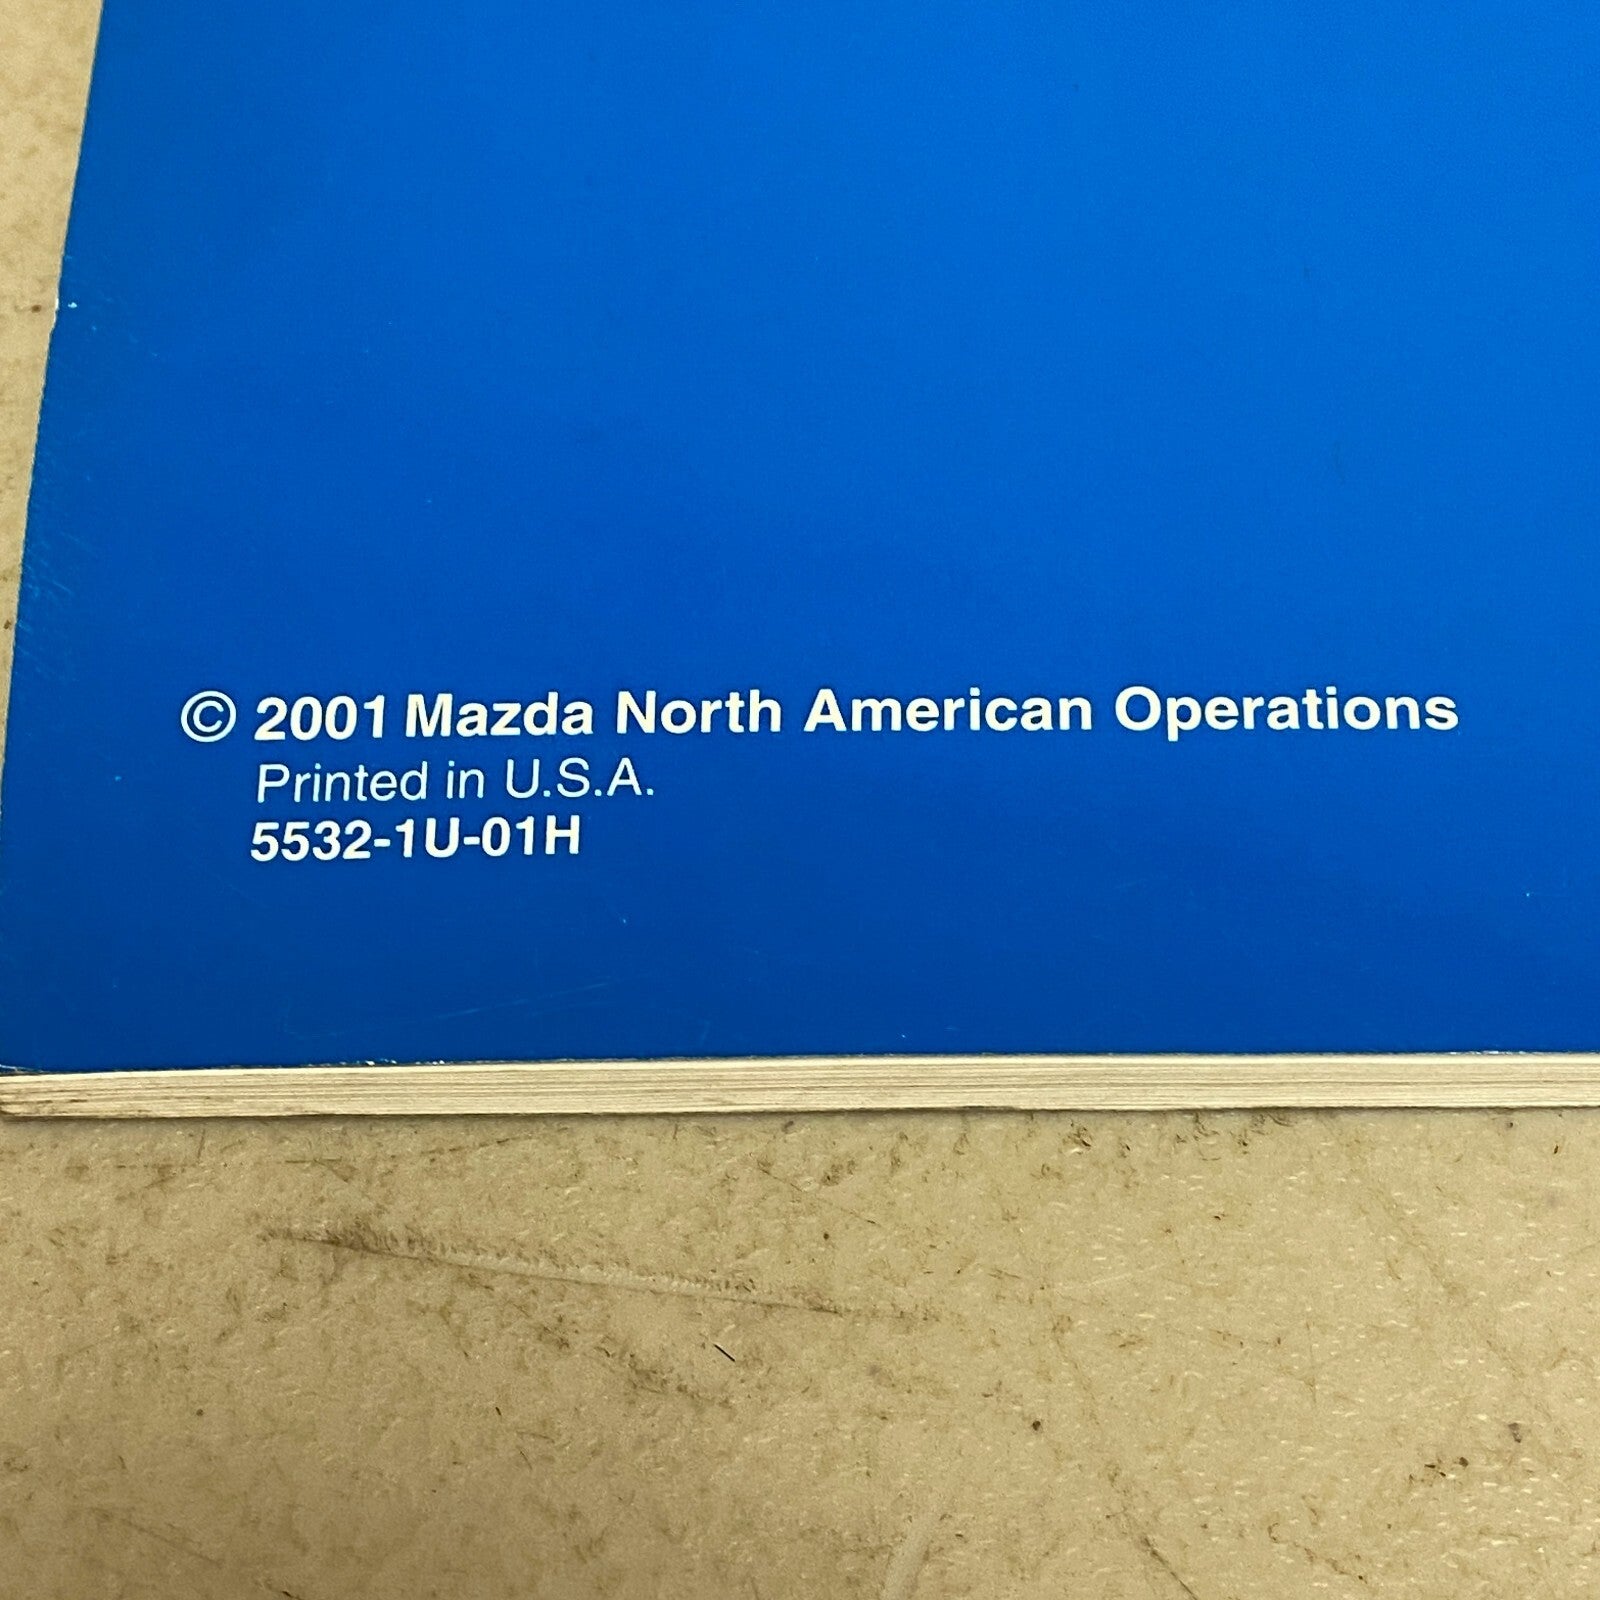 © 2001 Mazda North American Operations
Printed in U.S.A.
5532-1U-01H